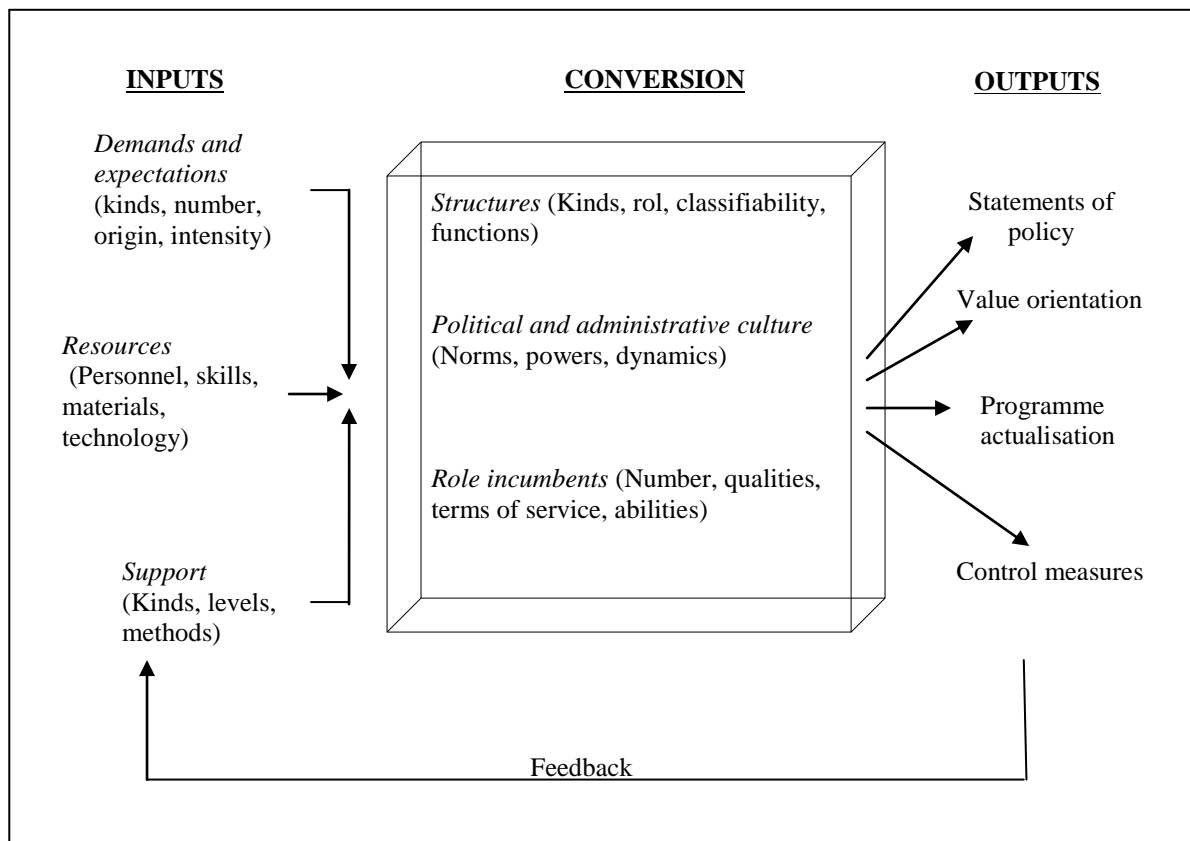 INPUTS
CONVERSION
OUTPUTS
Demands and
expectations
(kinds, number,
origin, intensity)
Resources
(Personnel, skills,
materials,
technology)
Support
(Kinds, levels,
methods)
Structures (Kinds, rol, classifiability,
functions)
Political and administrative culture
(Norms, powers, dynamics)
Role incumbents (Number, qualities,
terms of service, abilities)
Statements of
policy
Value orientation
Programme
actualisation
Control measures
Feedback